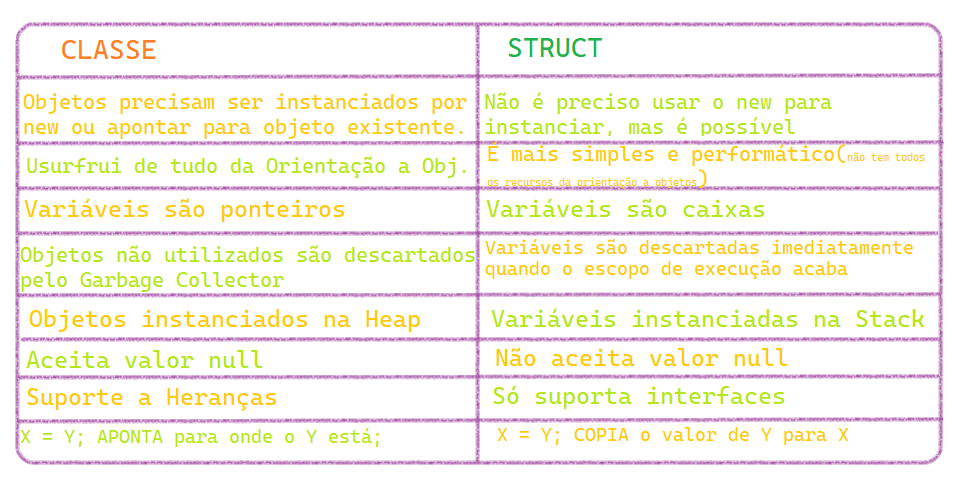 CLASSE
STRUCT
Objetos precisam ser instanciados por
new ou apontar para objeto existente.
Não é preciso usar o new para
instanciar, mas é possível
Usurfrui de tudo da Orientação a Obj.
É mais simples e performático(não tem todos
os recursos da orientação a objetos)
Variáveis são ponteiros
Variáveis são caixas
Objetos não utilizados são descartados
pelo Garbage Collector
Variáveis são descartadas imediatamente
quando o escopo de execução acaba
Objetos instanciados na Heap
Variáveis instanciadas na Stack
Aceita valor null
Não aceita valor null
Suporte a Heranças
Só suporta interfaces
X = Y; APONTA para onde o Y está;
X = Y; COPIA o valor de Y para X